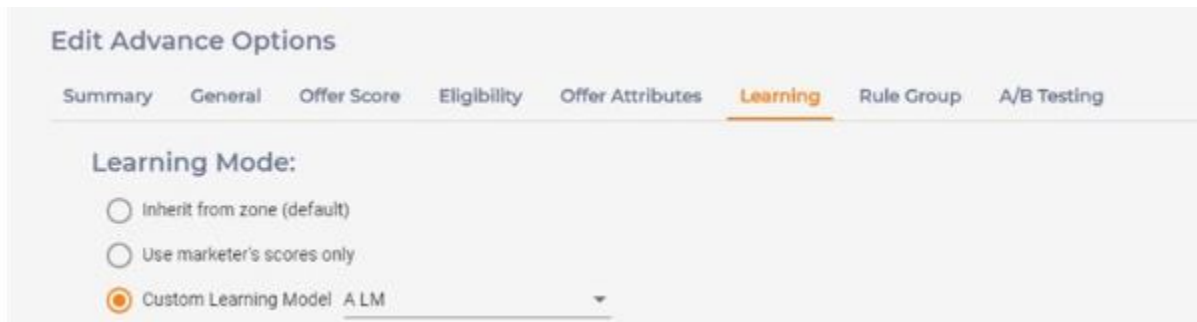 Edit Advance Options
Summary General Offer Score Eligibility Offer Attributes Learning Rule Group A/B Testing
Learning Mode:
Inherit from zone (default)
Use marketer's scores only
Custom Learning Model A LM